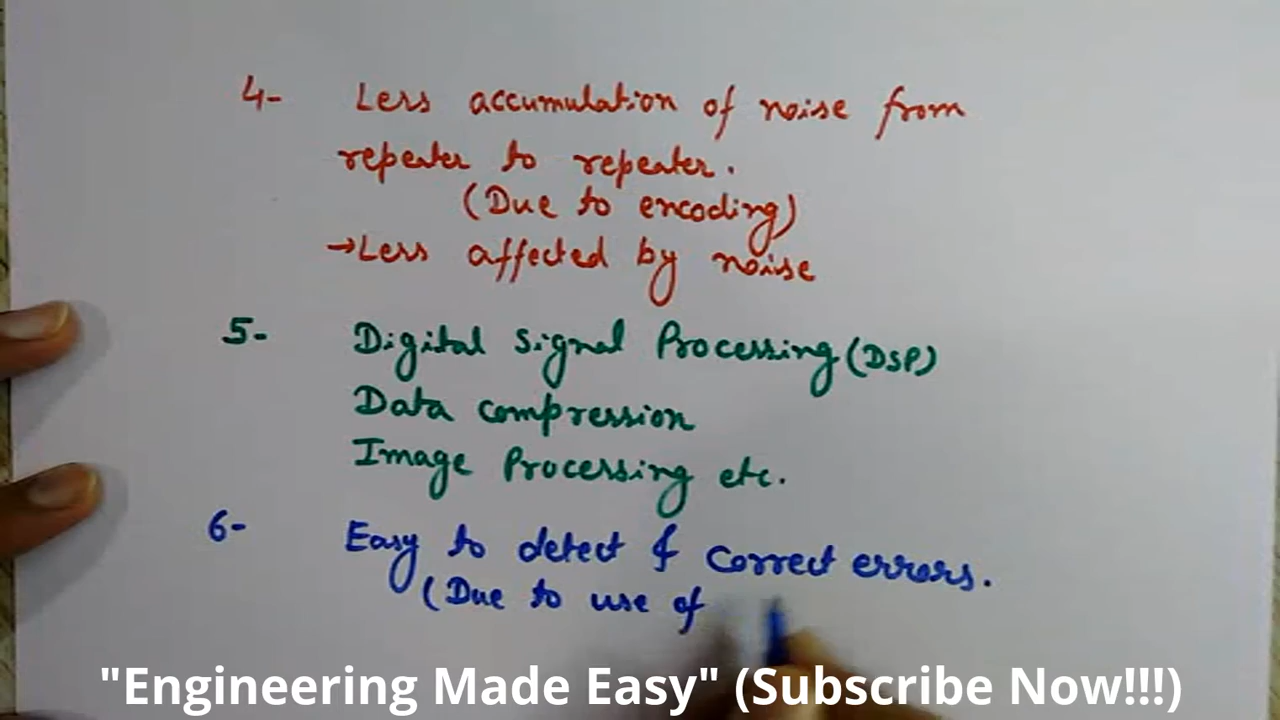 4- Less accumulation of noise from
repeater to repeater.
(Due to encoding)
→Less affected by noise
5- Digital Signal Processing (DSP)
Data compression
Image Processing etc.
6- Easy to detect & correct errors.
(Due to use of
"Engineering Made Easy" (Subscribe Now!!!)